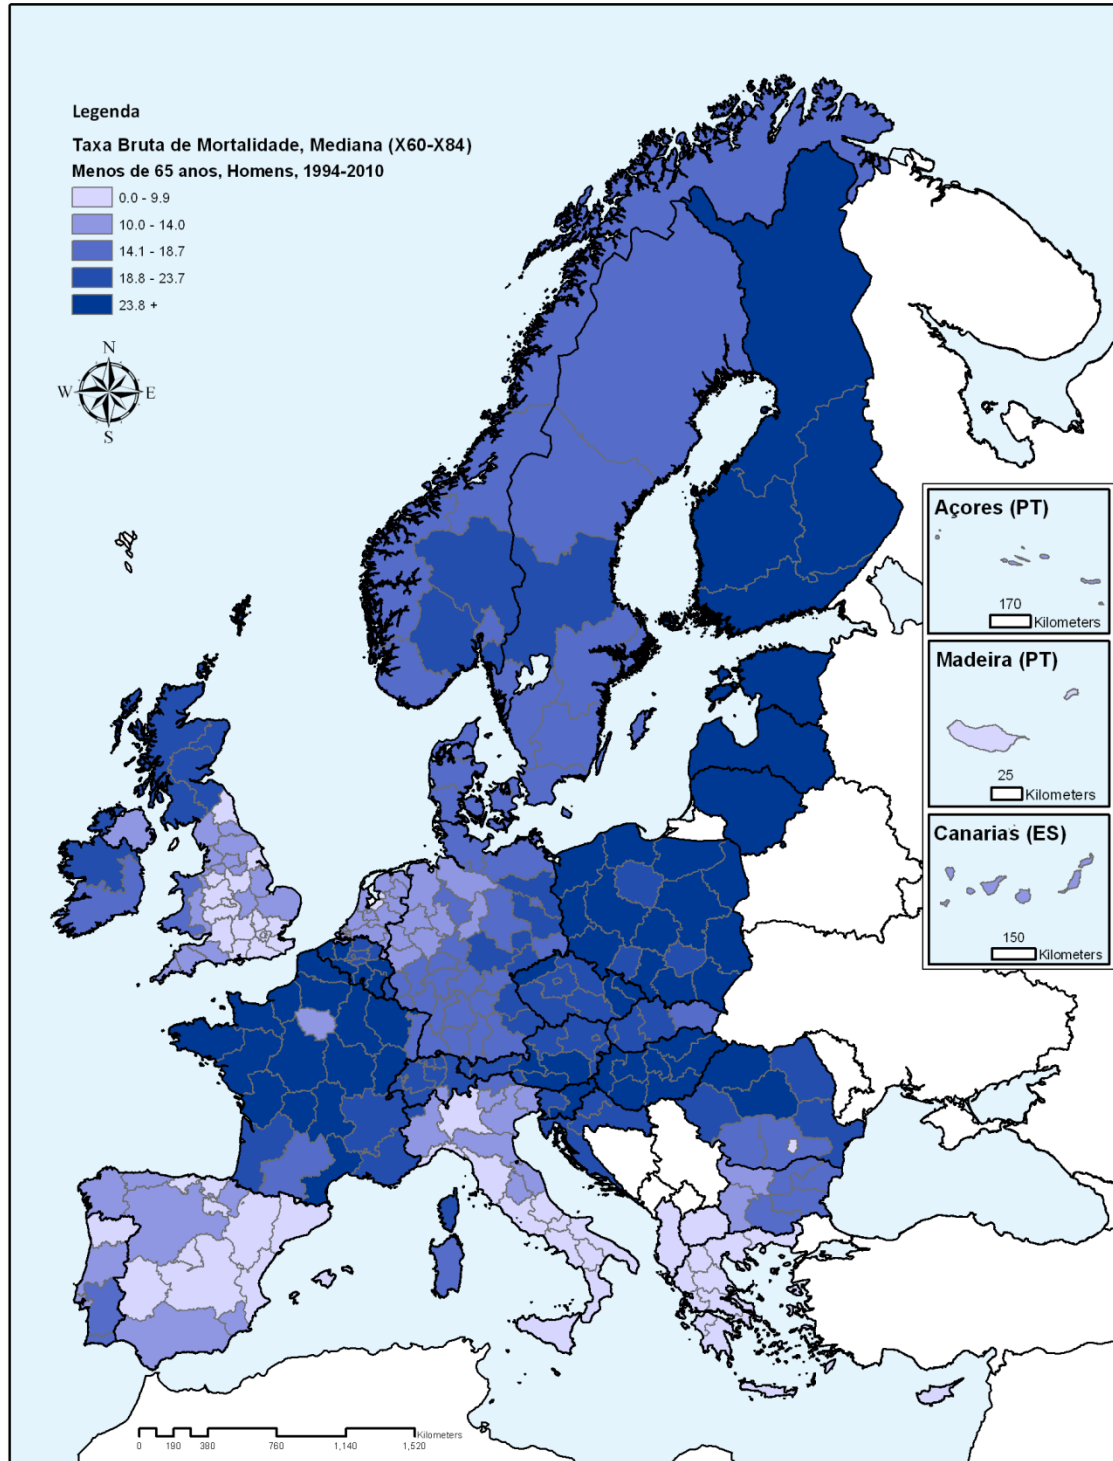 Legenda
Taxa Bruta de Mortalidade, Mediana (X60-X84)
Menos de 65 anos, Homens, 1994-2010
0.0 - 9.9
10.0 - 14.0
14.1 - 18.7
18.8 - 23.7
23.8 +
N
W E
S
Açores (PT)
170
Kilometers
Madeira (PT)
25
Kilometers
Canarias (ES)
150
Kilometers
Kilometers
0 190 380 760 1,140 1,520